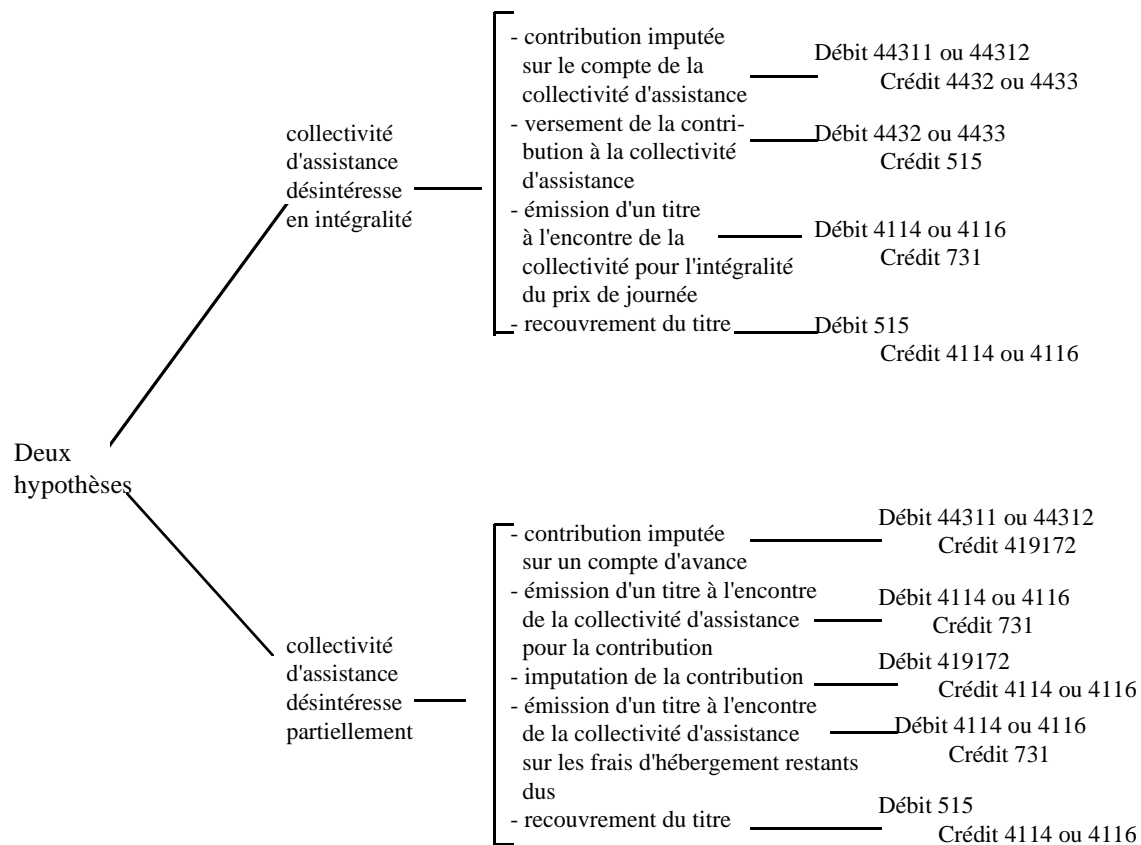 - contribution imputée
sur le compte de la
collectivité d'assistance
Débit 44311 ou 44312
Crédit 4432 ou 4433
- versement de la contri-
bution à la collectivité
d'assistance
Débit 4432 ou 4433
Crédit 515
collectivité
d'assistance
désintéresse
en intégralité
- émission d'un titre
à l'encontre de la
collectivité pour l'intégralité
du prix de journée
Débit 4114 ou 4116
Crédit 731
- recouvrement du titre
Débit 515
Crédit 4114 ou 4116
Deux
hypothèses
- contribution imputée
sur un compte d'avance
Débit 44311 ou 44312
Crédit 419172
- émission d'un titre à l'encontre
de la collectivité d'assistance
pour la contribution
Débit 4114 ou 4116
Crédit 731
collectivité
d'assistance
désintéresse
partiellement
- imputation de la contribution
Débit 419172
Crédit 4114 ou 4116
- émission d'un titre à l'encontre
de la collectivité d'assistance
sur les frais d'hébergement restants
dus
Débit 4114 ou 4116
Crédit 731
- recouvrement du titre
Débit 515
Crédit 4114 ou 4116